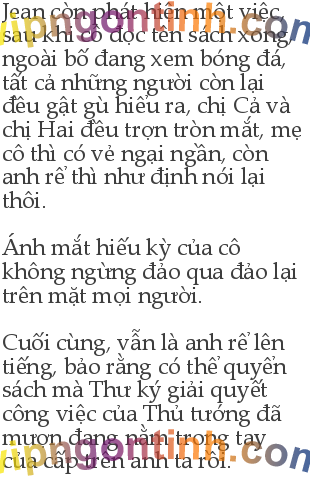 Jean còn phát hiện một việc,
sau khi cô đọc tên sách xong,
ngoài bố đang xem bóng đá,
tất cả những người còn lại
đều gật gù hiểu ra, chị Cả và
chị Hai đều trợn tròn mắt, mẹ
cô thì có vẻ ngại ngần, còn
anh rể thì như định nói lại
thôi.
Ánh mắt hiếu kỳ của cô
không ngừng đảo qua đảo lại
trên mặt mọi người.
Cuối cùng, vẫn là anh rể lên
tiếng, bảo rằng có thể quyển
sách mà Thư ký giải quyết
công việc của Thủ tướng đã
mượn đang nằm trong tay
của cấp trên anh ta rồi.
vipngontinh.com
vipngontinh.com